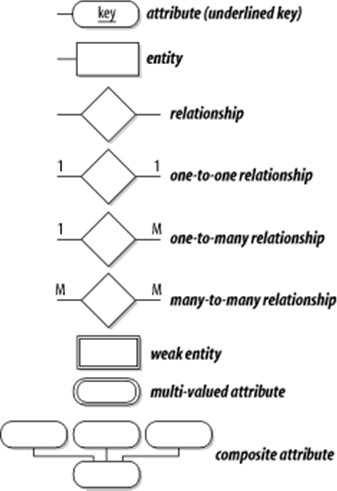 key attribute (underlined key)
entity
relationship
1 1 one-to-one relationship
1 M one-to-many relationship
M M many-to-many relationship
weak entity
multi-valued attribute
composite attribute